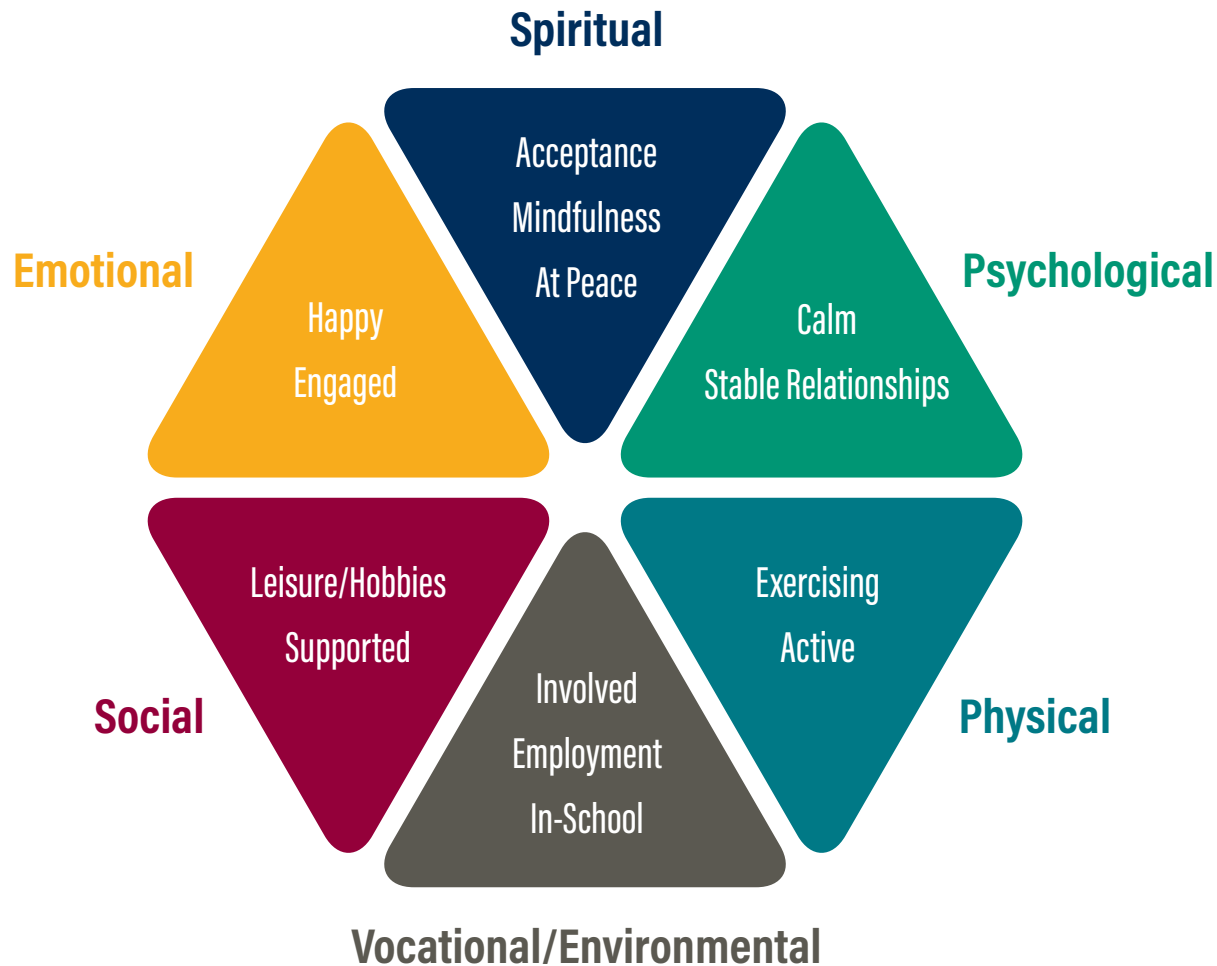 Spiritual
Acceptance
Mindfulness
At Peace
Emotional
Happy
Engaged
Psychological
Calm
Stable Relationships
Social
Leisure/Hobbies
Supported
Involved
Employment
In-School
Exercising
Active
Physical
Vocational/Environmental